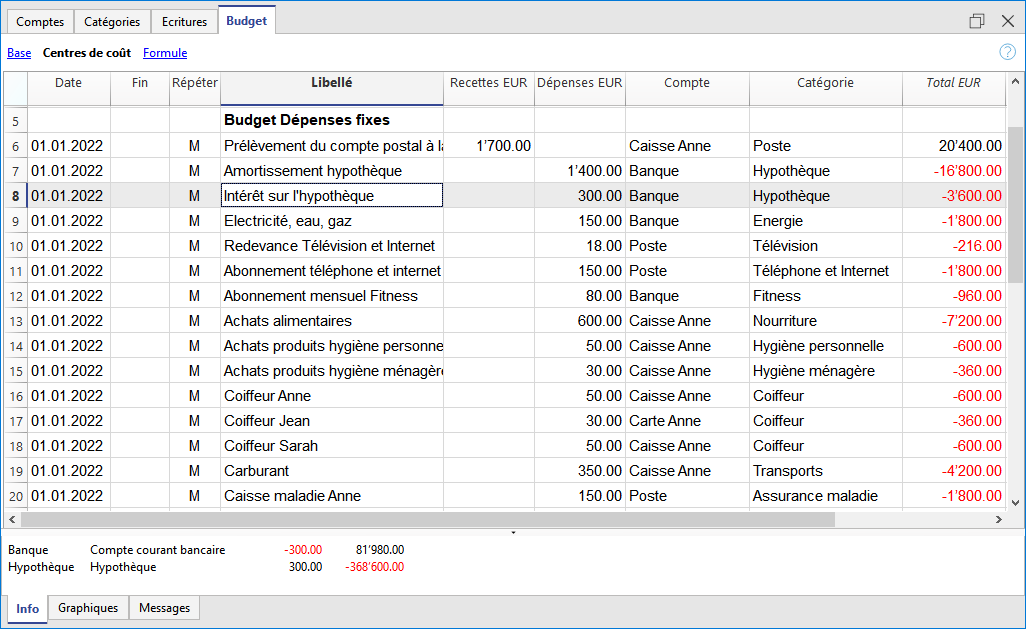 Comptes Catégories Ecritures Budget
Base Centres de coût Formule ?
Date Fin Répéter Libellé Recettes EUR Dépenses EUR Compte Catégorie Total EUR
5 Budget Dépenses fixes
6 01.01.2022 M Prélèvement du compte postal à la 1'700.00 Caisse Anne Poste 20'400.00
7 01.01.2022 M Amortissement hypothèque 1'400.00 Banque Hypothèque -16'800.00
8 01.01.2022 M Intérêt sur l'hypothèque 300.00 Banque Hypothèque -3'600.00
9 01.01.2022 M Electricité, eau, gaz 150.00 Banque Energie -1'800.00
10 01.01.2022 M Redevance Télévision et Internet 18.00 Poste Télévision -216.00
11 01.01.2022 M Abonnement téléphone et internet 150.00 Poste Téléphone et Internet -1'800.00
12 01.01.2022 M Abonnement mensuel Fitness 80.00 Banque Fitness -960.00
13 01.01.2022 M Achats alimentaires 600.00 Caisse Anne Nourriture -7'200.00
14 01.01.2022 M Achats produits hygiène personne 50.00 Caisse Anne Hygiène personnelle -600.00
15 01.01.2022 M Achats produits hygiène ménagère 30.00 Caisse Anne Hygiène ménagère -360.00
16 01.01.2022 M Coiffeur Anne 50.00 Caisse Anne Coiffeur -600.00
17 01.01.2022 M Coiffeur Jean 30.00 Carte Anne Coiffeur -360.00
18 01.01.2022 M Coiffeur Sarah 50.00 Caisse Anne Coiffeur -600.00
19 01.01.2022 M Carburant 350.00 Caisse Anne Transports -4'200.00
20 01.01.2022 M Caisse maladie Anne 150.00 Poste Assurance maladie -1'800.00
Banque Compte courant bancaire -300.00 81'980.00
Hypothèque Hypothèque 300.00 -368'600.00
Info Graphiques Messages